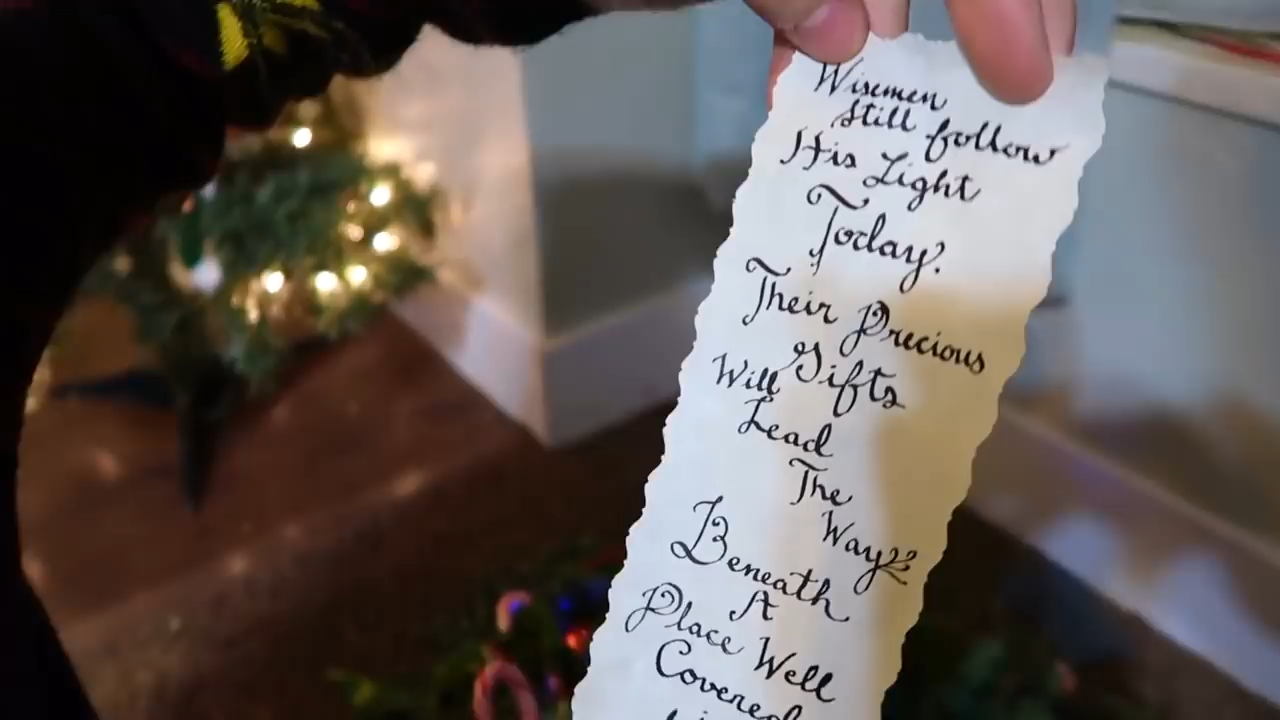 Wisemen
still follow
His Light
Today.
Their Precious
Gifts
Will
Lead
The
Way
Beneath
A
Place Well
Covered